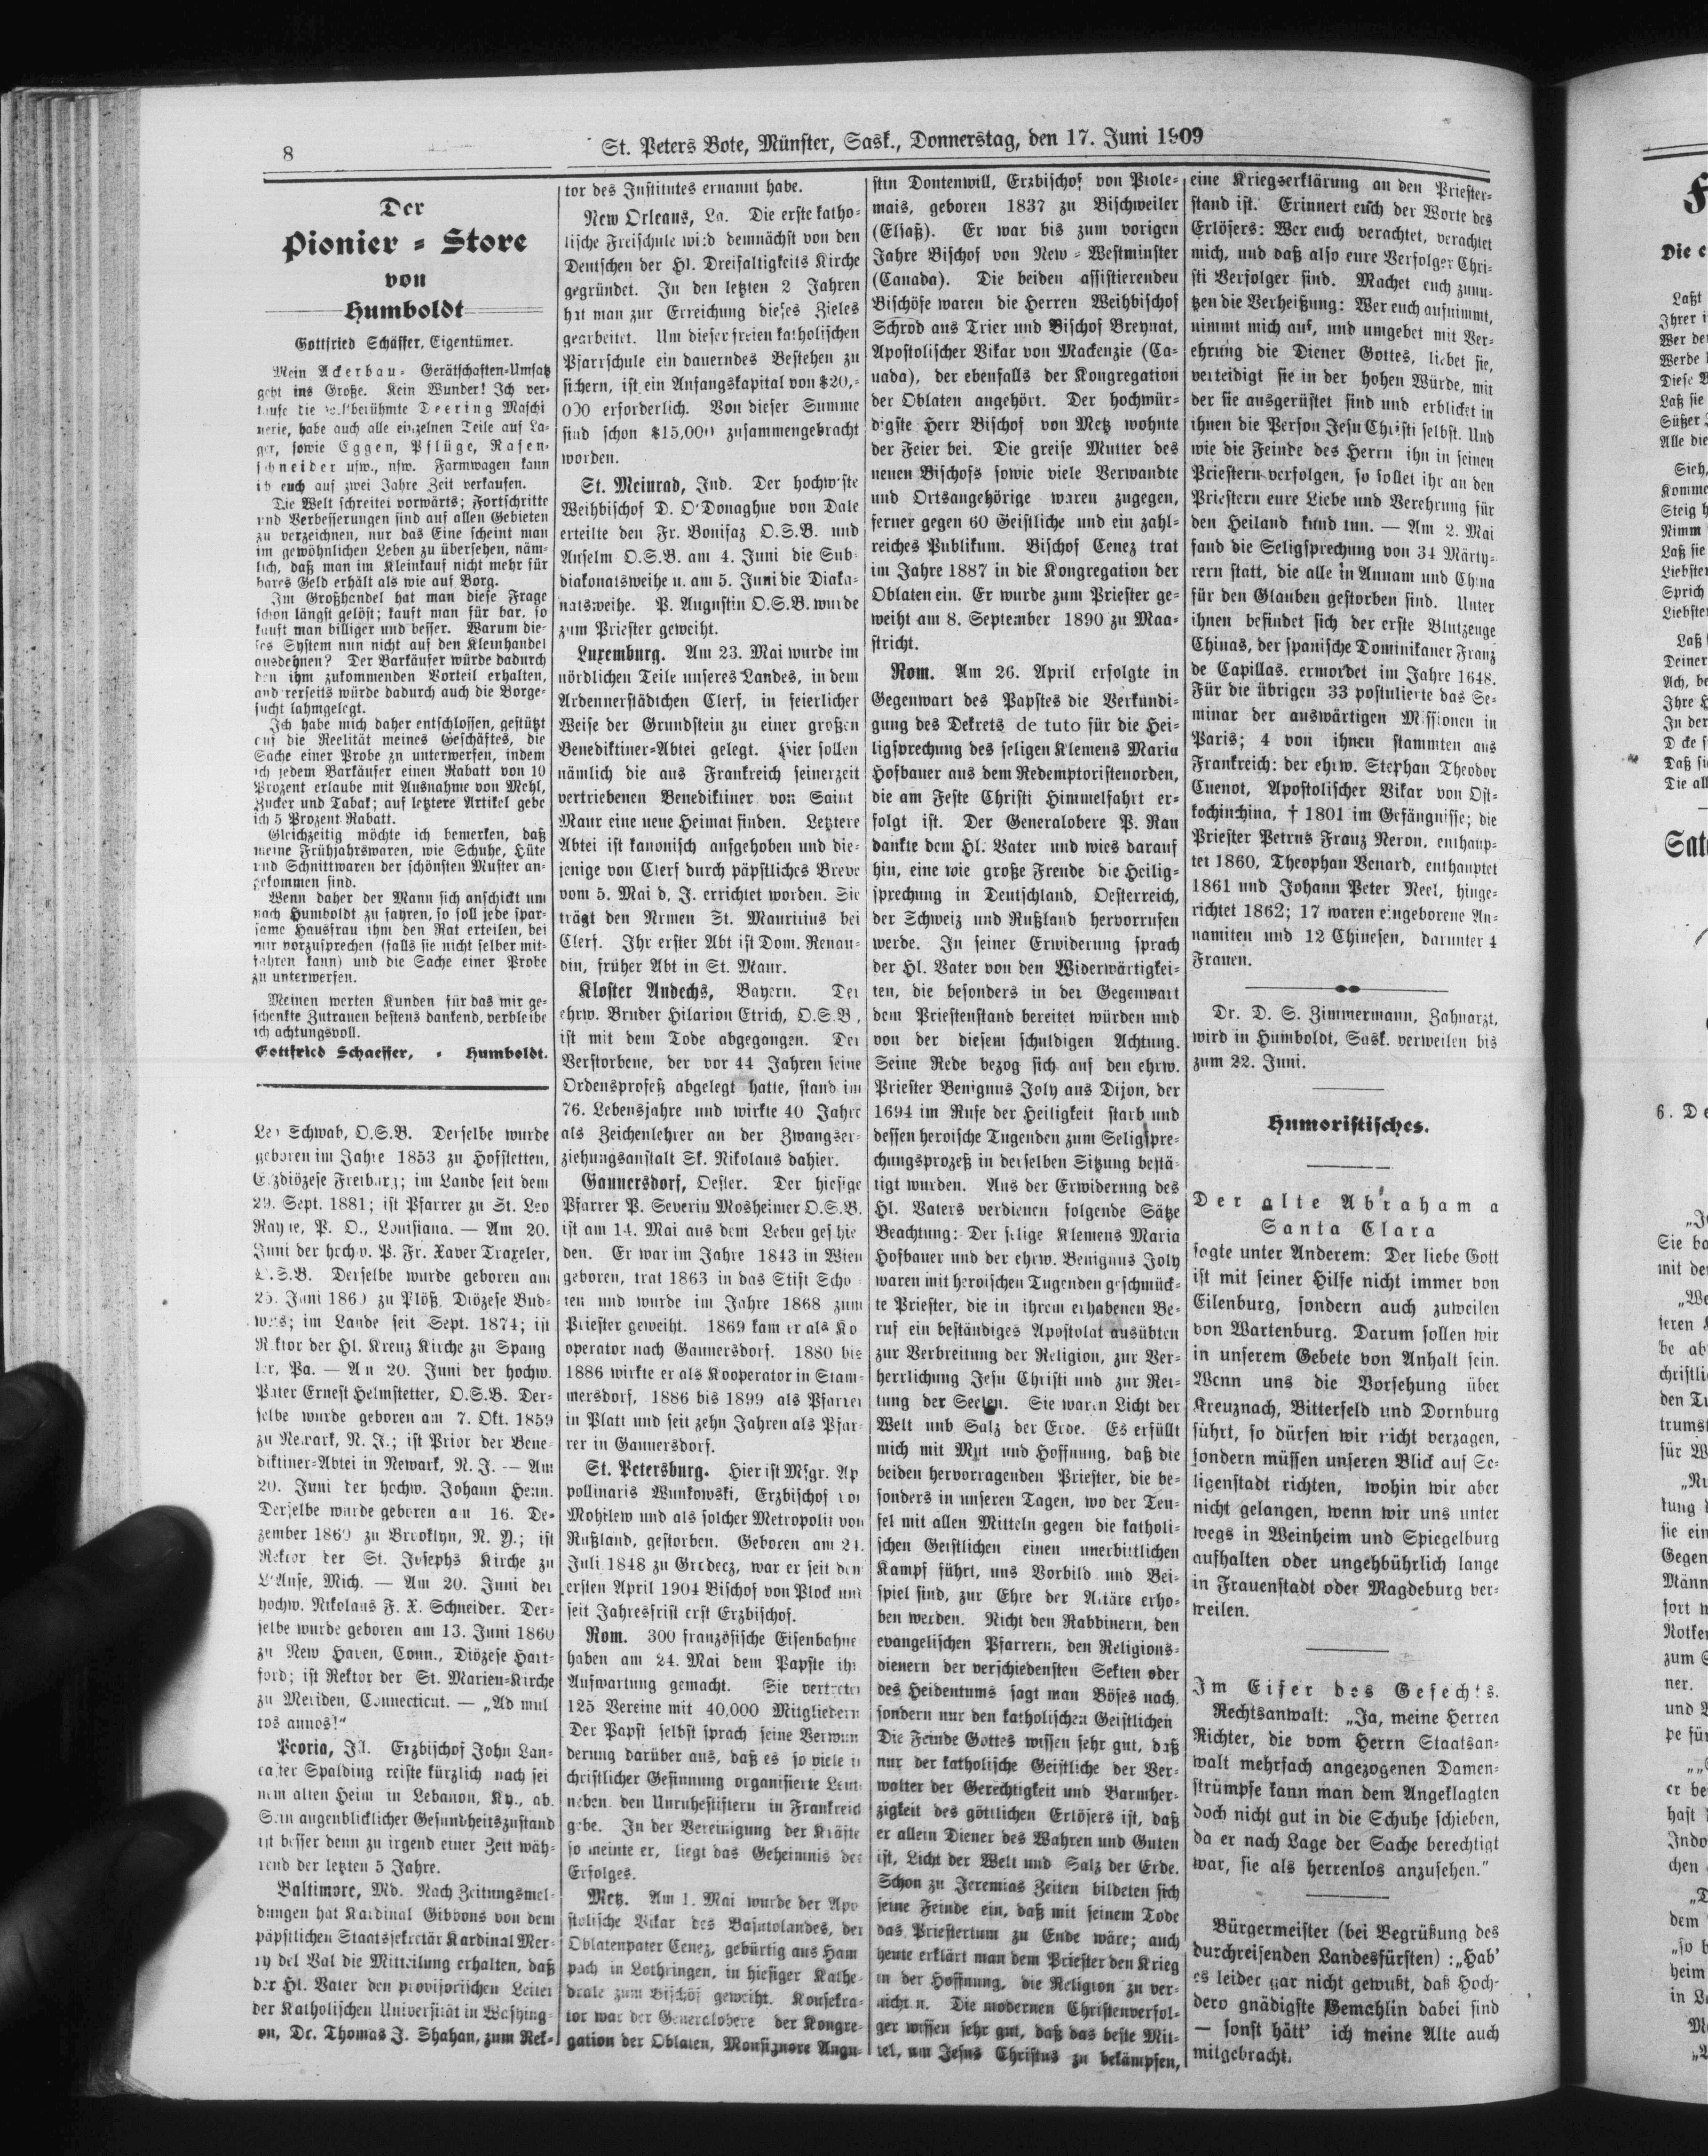 8
St. Peters Bote, Münster, Sask., Donnerstag, den 17. Juni 1909
Der
Pionier = Store
von
Humboldt
Gottfried Schäffer, Eigentümer.
Mein Ackerbau- Gerätschaften-Umsatz
geht ins Große. Kein Wunder! Ich ver-
kaufe die weltberühmte Deering Maschi
nerie, habe auch alle einzelnen Teile auf La-
ger, sowie Eggen, Pflüge, Rasen-
schneider usw., usw. Farmwagen kann
ich euch auf zwei Jahre Zeit verkaufen.
Die Welt schreitet vorwärts; Fortschritte
und Verbesserungen sind auf allen Gebieten
zu verzeichnen, nur das Eine scheint man
im gewöhnlichen Leben zu übersehen, näm-
lich, daß man im Kleinkauf nicht mehr für
bares Geld erhält als wie auf Borg.
Im Großhandel hat man diese Frage
schon längst gelöst; kauft man für bar, so
kauft man billiger und besser. Warum die-
ses System nun nicht auf den Kleinhandel
ausdehnen? Der Barkäufer würde dadurch
den ihm zukommenden Vorteil erhalten,
andrerseits würde dadurch auch die Borge-
sucht lahmgelegt.
Ich habe mich daher entschlossen, gestützt
auf die Reelität meines Geschäftes, die
Sache einer Probe zu unterwerfen, indem
ich jedem Barkäufer einen Rabatt von 10
Prozent erlaube mit Ausnahme von Mehl,
Zucker und Tabak; auf letztere Artikel gebe
ich 5 Prozent Rabatt.
Gleichzeitig möchte ich bemerken, daß
meine Frühjahrswaren, wie Schuhe, Hüte
und Schnittwaren der schönsten Muster an-
gekommen sind.
Wenn daher der Mann sich anschickt um
nach Humboldt zu fahren, so soll jede spar-
same Hausfrau ihm den Rat erteilen, bei
mir vorzusprechen (falls sie nicht selber mit-
fahren kann) und die Sache einer Probe
zu unterwerfen.
Meinen werten Kunden für das mir ge-
schenkte Zutrauen bestens dankend, verbleibe
ich achtungsvoll.
Gottfried Schaeffer, = Humboldt.
Leo Schwab, O.S.B. Derselbe wurde
geboren im Jahre 1853 zu Hofstetten,
Erzdiözese Freiburg; im Lande seit dem
29. Sept. 1881; ist Pfarrer zu St. Leo
Rayne, P. O., Louisiana. — Am 20.
Juni der hochw. P. Fr. Xaver Traxeler,
O.S.B. Derselbe wurde geboren am
25. Juni 1860 zu Plöß, Diözese Bud-
weis; im Lande seit Sept. 1874; ist
Rektor der Hl. Kreuz Kirche zu Spang
ler, Pa. — Am 20. Juni der hochw.
Pater Ernest Helmstetter, O.S.B. Der-
selbe wurde geboren am 7. Okt. 1859
zu Newark, N. J.; ist Prior der Bene-
diktiner-Abtei in Newark, N. J. — Am
20. Juni der hochw. Johann Henn.
Derselbe wurde geboren am 16. De-
zember 1860 zu Brooklyn, N. Y.; ist
Rektor der St. Josephs Kirche zu
L'Anse, Mich. — Am 20. Juni der
hochw. Nikolaus F. X. Schneider. Der-
selbe wurde geboren am 13. Juni 1860
zu New Haven, Conn., Diözese Hart-
ford; ist Rektor der St. Marien=Kirche
zu Meriden, Connecticut. — „Ad mul
tos annos!“
Peoria, Ill. Erzbischof John Lan-
caster Spalding reiste kürzlich nach sei
nem alten Heim in Lebanon, Ky., ab.
Sein augenblicklicher Gesundheitszustand
ist besser denn zu irgend einer Zeit wäh-
rend der letzten 5 Jahre.
Baltimore, Md. Nach Zeitungsmel-
dungen hat Kardinal Gibbons von dem
päpstlichen Staatssekretär Kardinal Mer-
ry del Val die Mitteilung erhalten, daß
der Hl. Vater den provisorischen Leiter
der Katholischen Universität in Washing-
on, Dr. Thomas J. Shahan, zum Rek-
tor des Institutes ernannt habe.
New Orleans, La. Die erste katho-
lische Freischule wird demnächst von den
Deutschen der Hl. Dreifaltigkeits Kirche
gegründet. In den letzten 2 Jahren
hat man zur Erreichung dieses Zieles
gearbeitet. Um dieser freien katholischen
Pfarrschule ein dauerndes Bestehen zu
sichern, ist ein Anfangskapital von $20,-
000 erforderlich. Von dieser Summe
sind schon $15,000 zusammengebracht
worden.
St. Meinrad, Ind. Der hochw'ste
Weihbischof D. O'Donaghue von Dale
erteilte den Fr. Bonifaz O.S.B. und
Anselm O.S.B. am 4. Juni die Sub-
diakonatsweihe u. am 5. Juni die Diaka-
natsweihe. P. Augustin O.S.B. wurde
zum Priester geweiht.
Luxemburg. Am 23. Mai wurde im
nördlichen Teile unseres Landes, in dem
Ardennerstädtchen Clerf, in feierlicher
Weise der Grundstein zu einer großen
Benediktiner=Abtei gelegt. Hier sollen
nämlich die aus Frankreich seinerzeit
vertriebenen Benediktiner von Saint
Maur eine neue Heimat finden. Letztere
Abtei ist kanonisch aufgehoben und die-
jenige von Clerf durch päpstliches Breve
vom 5. Mai d. J. errichtet worden. Sie
trägt den Nrmen St. Mauritius bei
Clerf. Ihr erster Abt ist Dom. Renau-
din, früher Abt in St. Maur.
Kloster Andechs, Bayern. Der
ehrw. Bruder Hilarion Etrich, O.S.B.,
ist mit dem Tode abgegangen. Der
Verstorbene, der vor 44 Jahren seine
Ordensprofeß abgelegt hatte, stand im
76. Lebensjahre und wirkte 40 Jahre
als Zeichenlehrer an der Zwangser-
ziehungsanstalt Sk. Nikolaus dahier.
Gaunersdorf, Oester. Der hiesige
Pfarrer P. Severin Mosheimer O.S.B.
ist am 14. Mai aus dem Leben geschie
den. Er war im Jahre 1843 in Wien
geboren, trat 1863 in das Stift Scho
ten und wurde im Jahre 1868 zum
Priester geweiht. 1869 kam er als Ko
operator nach Gaunersdorf. 1880 bis
1886 wirkte er als Kooperator in Stam-
mersdorf, 1886 bis 1899 als Pfarrer
in Platt und seit zehn Jahren als Pfar-
rer in Gaunersdorf.
St. Petersburg. Hier ist Msgr. Ap
pollinaris Wunkowski, Erzbischof von
Mohilew und als solcher Metropolit von
Rußland, gestorben. Geboren am 24.
Juli 1848 zu Grodecz, war er seit dem
ersten April 1904 Bischof von Plock und
seit Jahresfrist erst Erzbischof.
Rom. 300 französische Eisenbahne
haben am 24. Mai dem Papste ihr
Aufwartung gemacht. Sie vertreten
125 Vereine mit 40,000 Mitgliedern
Der Papst selbst sprach seine Verwun
derung darüber aus, daß es so viele in
christlicher Gesinnung organisierte Leut
neben den Unruhestiftern in Frankreich
gebe. In der Vereinigung der Kräfte
so meinte er, liegt das Geheimnis des
Erfolges.
Metz. Am 1. Mai wurde der Apo
stolische Vikar des Basutolandes, der
Oblatenpater Cenez, gebürtig aus Ham
pach in Lothringen, in hiesiger Kathe-
drale zum Bischof geweiht. Konsekra-
tor war der Generalobere der Kongre-
gation der Oblaten, Monsignore Augu-
stin Dontenwill, Erzbischof von Ptole-
mais, geboren 1837 zu Bischweiler
(Elsaß). Er war bis zum vorigen
Jahre Bischof von New = Westminster
(Canada). Die beiden assistierenden
Bischöfe waren die Herren Weihbischof
Schrod aus Trier und Bischof Breynat,
Apostolischer Vikar von Mackenzie (Ca-
nada), der ebenfalls der Kongregation
der Oblaten angehört. Der hochwür-
digste Herr Bischof von Metz wohnte
der Feier bei. Die greise Mutter des
neuen Bischofs sowie viele Verwandte
und Ortsangehörige waren zugegen,
ferner gegen 60 Geistliche und ein zahl-
reiches Publikum. Bischof Cenez trat
im Jahre 1887 in die Kongregation der
Oblaten ein. Er wurde zum Priester ge-
weiht am 8. September 1890 zu Maa-
stricht.
Rom. Am 26. April erfolgte in
Gegenwart des Papstes die Verkundi-
gung des Dekrets de tuto für die Hei-
ligsprechung des seligen Klemens Maria
Hofbauer aus dem Redemptoristenorden,
die am Feste Christi Himmelfahrt er-
folgt ist. Der Generalobere P. Rau
dankte dem Hl. Vater und wies darauf
hin, eine wie große Freude die Heilig-
sprechung in Deutschland, Oesterreich,
der Schweiz und Rußland hervorrufen
werde. In seiner Erwiderung sprach
der Hl. Vater von den Widerwärtigkei-
ten, die besonders in der Gegenwart
dem Priesterstand bereitet würden und
von der diesem schuldigen Achtung.
Seine Rede bezog sich auf den ehrw.
Priester Benignus Joly aus Dijon, der
1694 im Rufe der Heiligkeit starb und
dessen heroische Tugenden zum Seligspre-
chungsprozeß in derselben Sitzung bestä-
tigt wurden. Aus der Erwiderung des
Hl. Vaters verdienen folgende Sätze
Beachtung: Der selige Klemens Maria
Hofbauer und der ehrw. Benignus Joly
waren mit heroischen Tugenden geschmück-
te Priester, die in ihrem erhabenen Be-
ruf ein beständiges Apostolat ausübten
zur Verbreitung der Religion, zur Ver-
herrlichung Jesu Christi und zur Ret-
tung der Seelen. Sie waren Licht der
Welt und Salz der Erde. Es erfüllt
mich mit Mut und Hoffnung, daß die
beiden hervorragenden Priester, die be-
sonders in unseren Tagen, wo der Teu-
fel mit allen Mitteln gegen die katholi-
schen Geistlichen einen unerbittlichen
Kampf führt, uns Vorbild und Bei-
spiel sind, zur Ehre der Altäre erho-
ben werden. Nicht den Rabbinern, den
evangelischen Pfarrern, den Religions-
dienern der verschiedensten Sekten oder
des Heidentums sagt man Böses nach,
sondern nur den katholischen Geistlichen
Die Feinde Gottes wissen sehr gut, daß
nur der katholische Geistliche der Ver-
walter der Gerechtigkeit und Barmher-
zigkeit des göttlichen Erlösers ist, daß
er allein Diener des Wahren und Guten
ist, Licht der Welt und Salz der Erde.
Schon zu Jeremias Zeiten bildeten sich
seine Feinde ein, daß mit seinem Tode
das Priestertum zu Ende wäre; auch
heute erklärt man dem Priester den Krieg
in der Hoffnung, die Religion zu ver-
nichten. Die modernen Christenverfol-
ger wissen sehr gut, daß das beste Mit-
tel, um Jesus Christus zu bekämpfen,
eine Kriegserklärung an den Priester-
stand ist. Erinnert euch der Worte des
Erlösers: Wer euch verachtet, verachtet
mich, und daß also eure Verfolger Chri-
sti Verfolger sind. Machet euch zunu-
tzen die Verheißung: Wer euch aufnimmt,
nimmt mich auf, und umgebet mit Ver-
ehrung die Diener Gottes, liebet sie,
verteidigt sie in der hohen Würde, mit
der sie ausgerüstet sind und erblicket in
ihnen die Person Jesu Christi selbst. Und
wie die Feinde des Herrn ihn in seinen
Priestern verfolgen, so sollet ihr an den
Priestern eure Liebe und Verehrung für
den Heiland kund tun. — Am 2. Mai
fand die Seligsprechung von 34 Märty-
rern statt, die alle in Annam und China
für den Glauben gestorben sind. Unter
ihnen befindet sich der erste Blutzeuge
Chinas, der spanische Dominikaner Franz
de Capillas, ermordet im Jahre 1648.
Für die übrigen 33 postulierte das Se-
minar der auswärtigen Missionen in
Paris; 4 von ihnen stammten aus
Frankreich: der ehrw. Stephan Theodor
Cuenot, Apostolischer Vikar von Ost-
kochinchina, † 1801 im Gefängnisse; die
Priester Petrus Franz Neron, enthaup-
tet 1860, Theophan Venard, enthauptet
1861 und Johann Peter Neel, hinge-
richtet 1862; 17 waren eingeborene An-
namiten und 12 Chinesen, darunter 4
Frauen.
Dr. D. S. Zimmermann, Zahnarzt,
wird in Humboldt, Sask. verweilen bis
zum 22. Juni.
Humoristisches.
Der alte Abraham a
Santa Clara
sagte unter Anderem: Der liebe Gott
ist mit seiner Hilfe nicht immer von
Eilenburg, sondern auch zuweilen
von Wartenburg. Darum sollen wir
in unserem Gebete von Anhalt sein.
Wenn uns die Vorsehung über
Kreuznach, Bitterfeld und Dornburg
führt, so dürfen wir nicht verzagen,
sondern müssen unseren Blick auf Se-
ligenstadt richten, wohin wir aber
nicht gelangen, wenn wir uns unter
wegs in Weinheim und Spiegelburg
aufhalten oder ungebührlich lange
in Frauenstadt oder Magdeburg ver-
weilen.
Im Eifer des Gefechts.
Rechtsanwalt: „Ja, meine Herren
Richter, die vom Herrn Staatsan-
walt mehrfach angezogenen Damen-
strümpfe kann man dem Angeklagten
doch nicht gut in die Schuhe schieben,
da er nach Lage der Sache berechtigt
war, sie als herrenlos anzusehen.“
Bürgermeister (bei Begrüßung des
durchreisenden Landesfürsten) :„Hab'
es leider gar nicht gewußt, daß Hoch-
dero gnädigste Gemahlin dabei sind
— sonst hätt' ich meine Alte auch
mitgebracht.